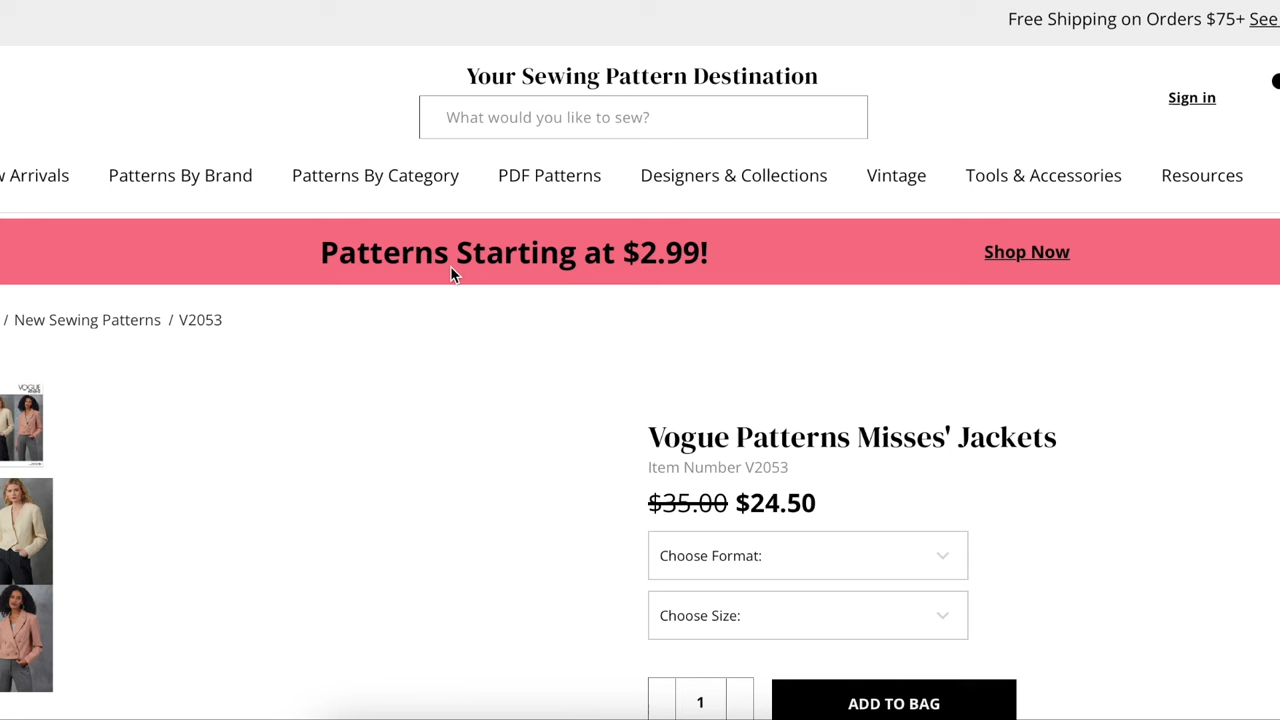 Free Shipping on Orders $75+ See
Your Sewing Pattern Destination
What would you like to sew?
Sign in
w Arrivals
Patterns By Brand
Patterns By Category
PDF Patterns
Designers & Collections
Vintage
Tools & Accessories
Resources
Patterns Starting at $2.99!
Shop Now
/ New Sewing Patterns / V2053
VOGUE
Vogue Patterns Misses' Jackets
Item Number V2053
$35.00 $24.50
Choose Format:
Choose Size:
1
ADD TO BAG